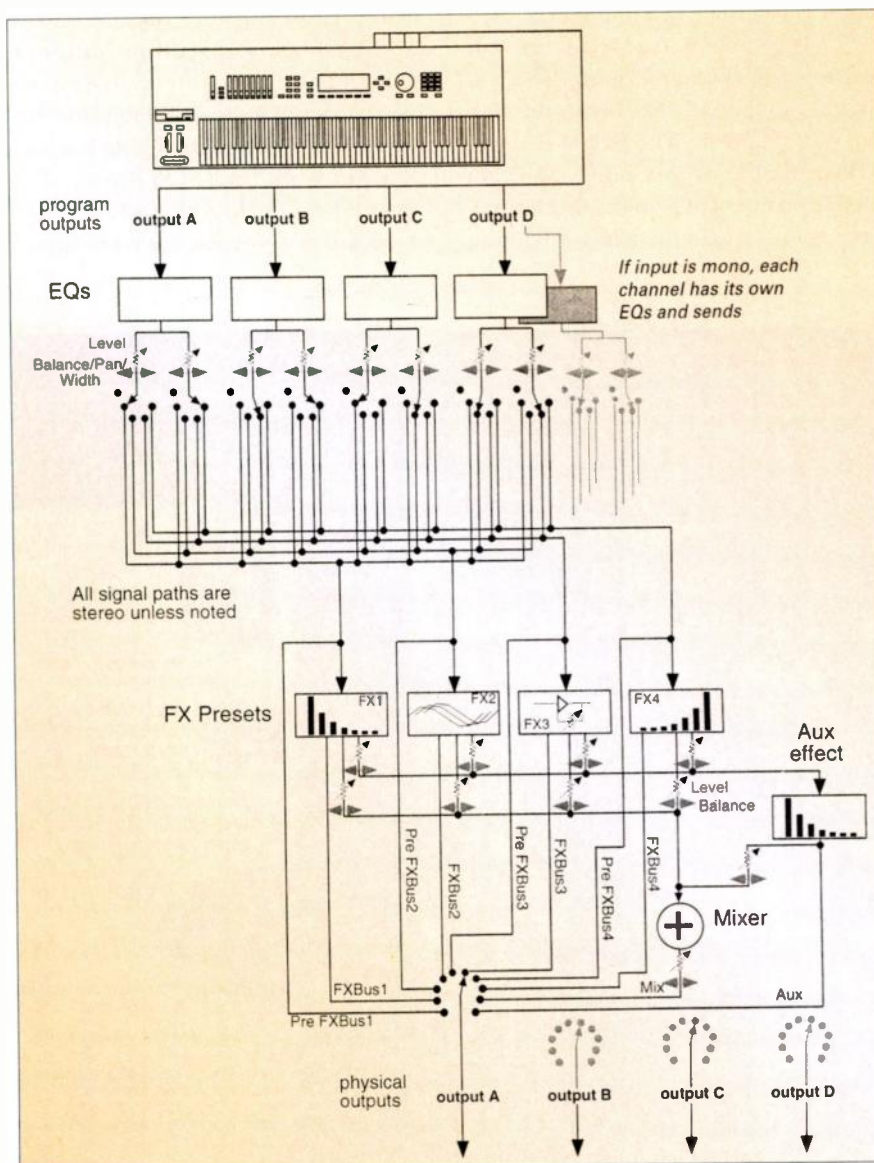 program
outputs
output A
output B
output C
output D
EQs
If input is mono, each
channel has its own
EQs and sends
Level
Balance/Pan/
Width
All signal paths are
stereo unless noted
FX Presets
FX1
FX2
FX3
FX4
Aux
effect
Level
Balance
Pre FXBus2
FXBus2
Pre FXBus3
FXBus3
Pre FXBus4
FXBus4
Mixer
FXBus1
Mix
Aux
Pre FXBus1
physical
outputs
output A
output B
output C
output D